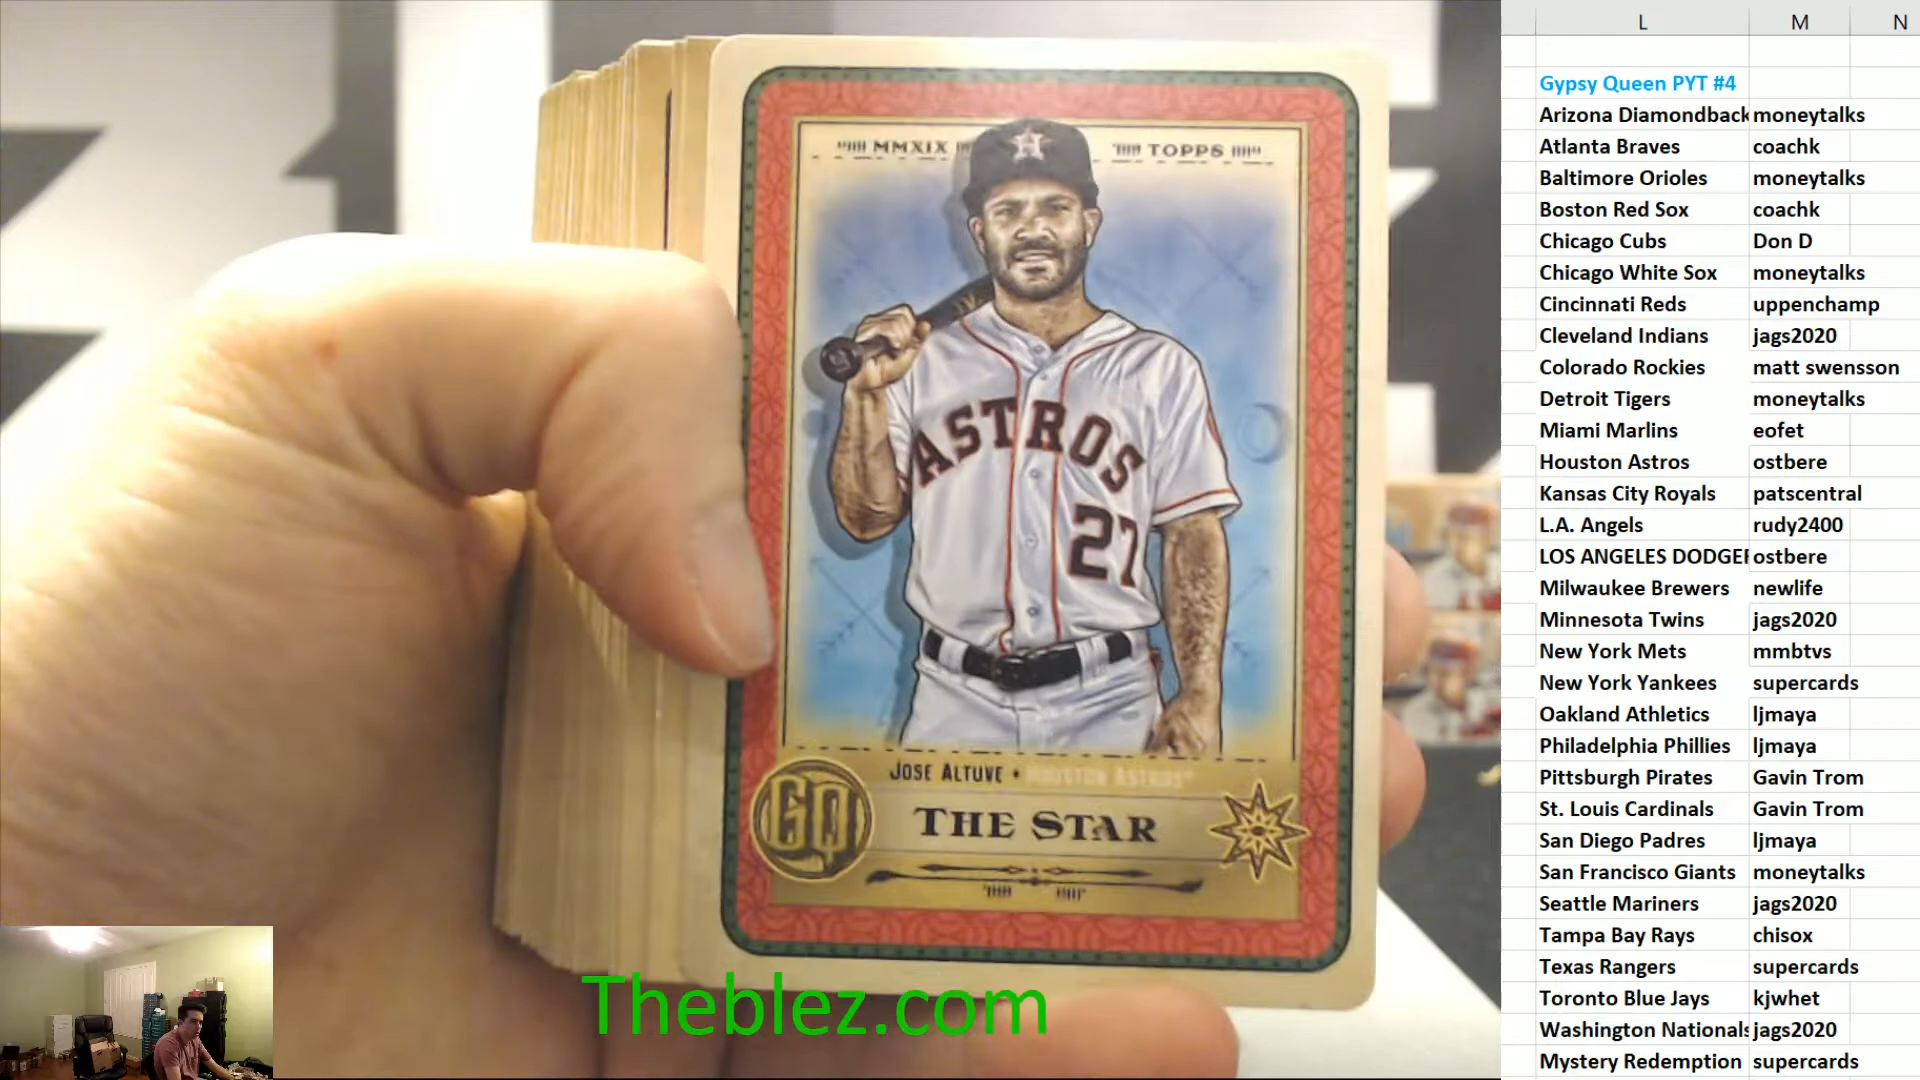 MMXIX TOPPS
H
ASTROS
27
JOSE ALTUVE • HOUSTON ASTROS
GQ THE STAR
Theblez.com
L M N
Gypsy Queen PYT #4
Arizona Diamondback moneytalks
Atlanta Braves coachk
Baltimore Orioles moneytalks
Boston Red Sox coachk
Chicago Cubs Don D
Chicago White Sox moneytalks
Cincinnati Reds uppenchamp
Cleveland Indians jags2020
Colorado Rockies matt swensson
Detroit Tigers moneytalks
Miami Marlins eofet
Houston Astros ostbere
Kansas City Royals patscentral
L.A. Angels rudy2400
LOS ANGELES DODGER ostbere
Milwaukee Brewers newlife
Minnesota Twins jags2020
New York Mets mmbtvs
New York Yankees supercards
Oakland Athletics ljmaya
Philadelphia Phillies ljmaya
Pittsburgh Pirates Gavin Trom
St. Louis Cardinals Gavin Trom
San Diego Padres ljmaya
San Francisco Giants moneytalks
Seattle Mariners jags2020
Tampa Bay Rays chisox
Texas Rangers supercards
Toronto Blue Jays kjwhet
Washington Nationals jags2020
Mystery Redemption supercards